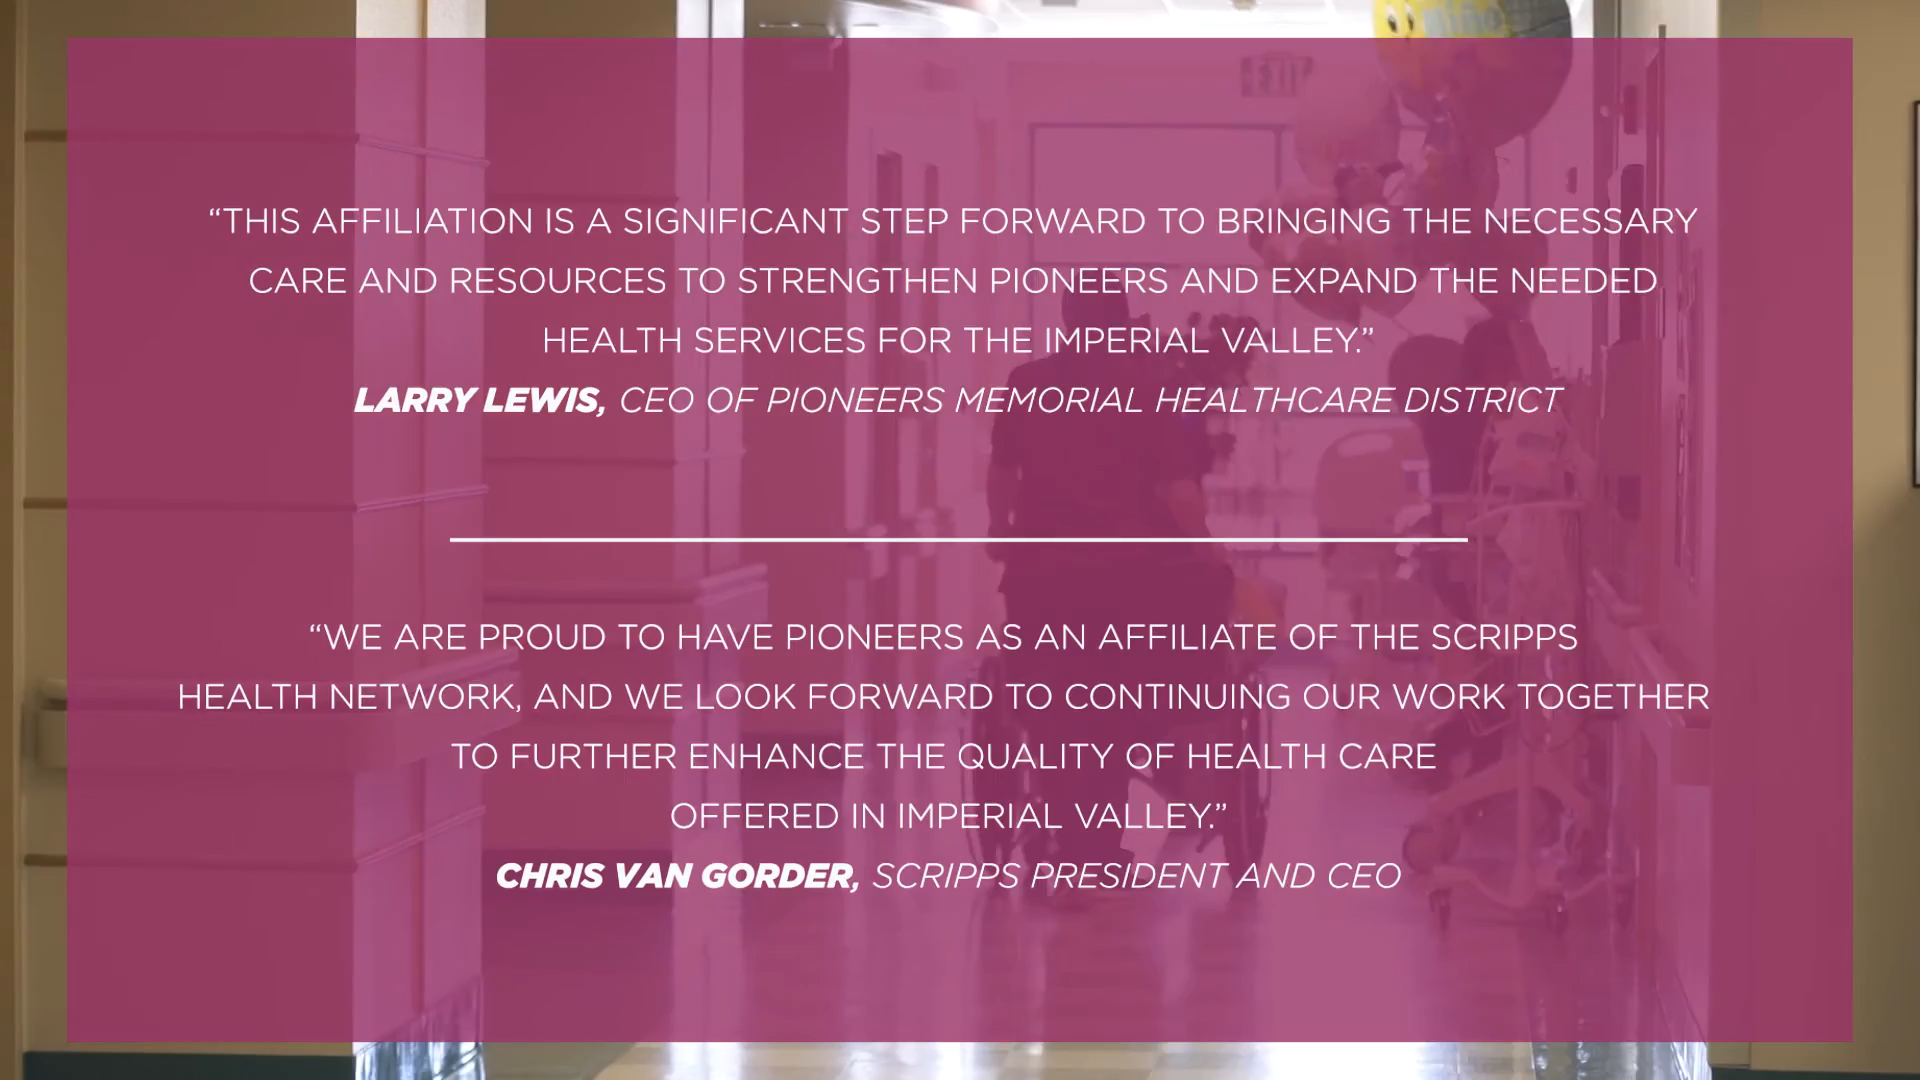 Niño
EXIT
“THIS AFFILIATION IS A SIGNIFICANT STEP FORWARD TO BRINGING THE NECESSARY
CARE AND RESOURCES TO STRENGTHEN PIONEERS AND EXPAND THE NEEDED
HEALTH SERVICES FOR THE IMPERIAL VALLEY.”
LARRY LEWIS, CEO OF PIONEERS MEMORIAL HEALTHCARE DISTRICT
“WE ARE PROUD TO HAVE PIONEERS AS AN AFFILIATE OF THE SCRIPPS
HEALTH NETWORK, AND WE LOOK FORWARD TO CONTINUING OUR WORK TOGETHER
TO FURTHER ENHANCE THE QUALITY OF HEALTH CARE
OFFERED IN IMPERIAL VALLEY.”
CHRIS VAN GORDER, SCRIPPS PRESIDENT AND CEO